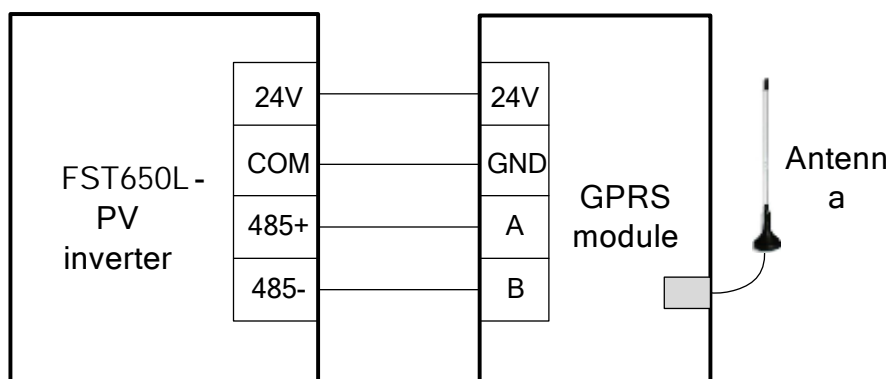 FST650L-
PV
inverter
24V
COM
485+
485-
24V
GND
A
B
GPRS
module
Antenn
a